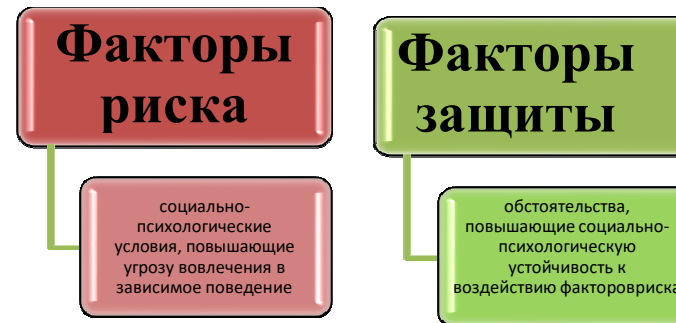 Факторы
риска
социально-
психологические
условия, повышающие
угрозу вовлечения в
зависимое поведение
Факторы
защиты
обстоятельства,
повышающие социально-
психологическую
устойчивость к
воздействию факторовриска